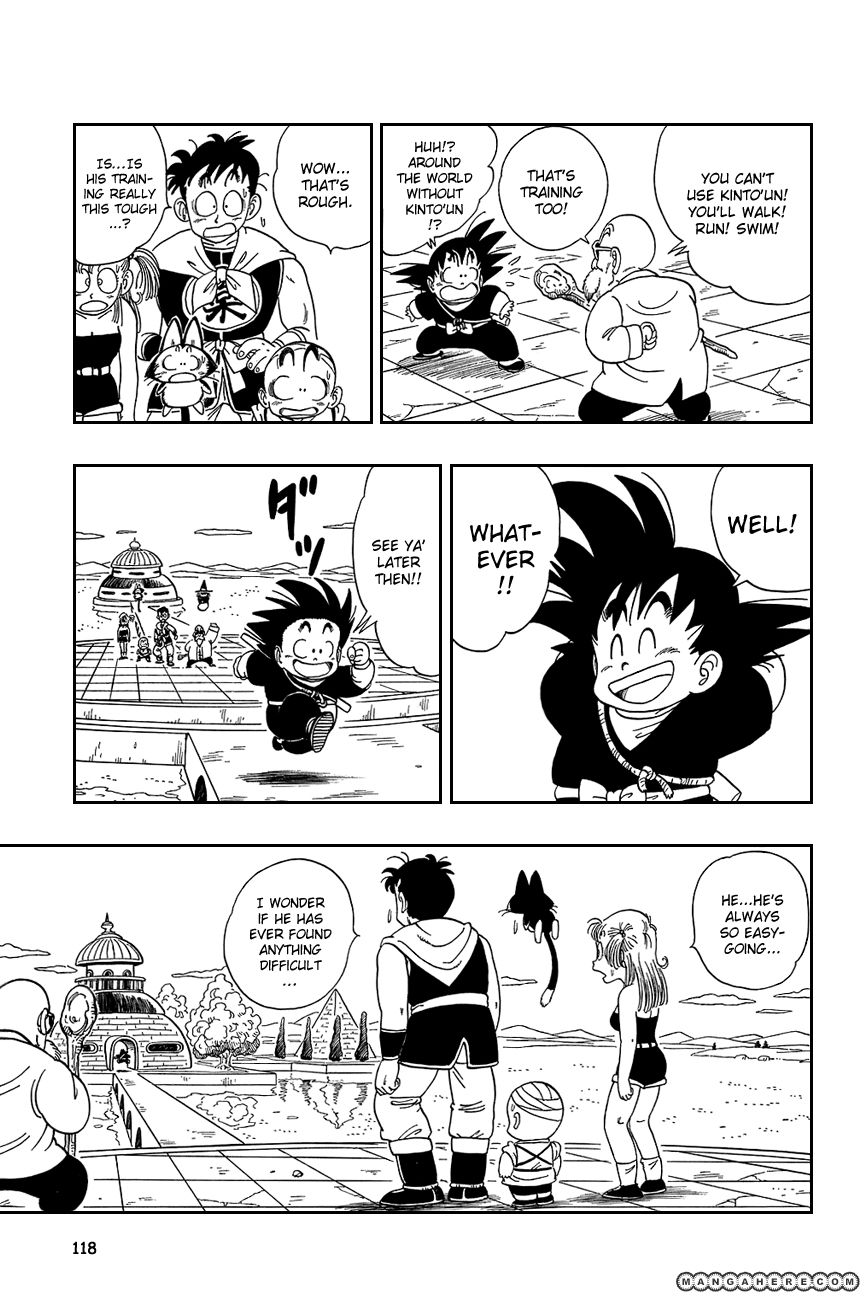 YOU CAN'T
USE KINTO'UN!
YOU'LL WALK!
RUN! SWIM!
THAT'S
TRAINING
TOO!
HUH!?
AROUND
THE WORLD
WITHOUT
KINTO'UN
!?
WOW...
THAT'S
ROUGH.
IS...IS
HIS TRAIN-
ING REALLY
THIS TOUGH
...?
楽
WELL!
WHAT-
EVER
!!
SEE YA'
LATER
THEN!!
ダッ
HE...HE'S
ALWAYS
SO EASY-
GOING...
I WONDER
IF HE HAS
EVER FOUND
ANYTHING
DIFFICULT
...
118
MANGAHERE.COM